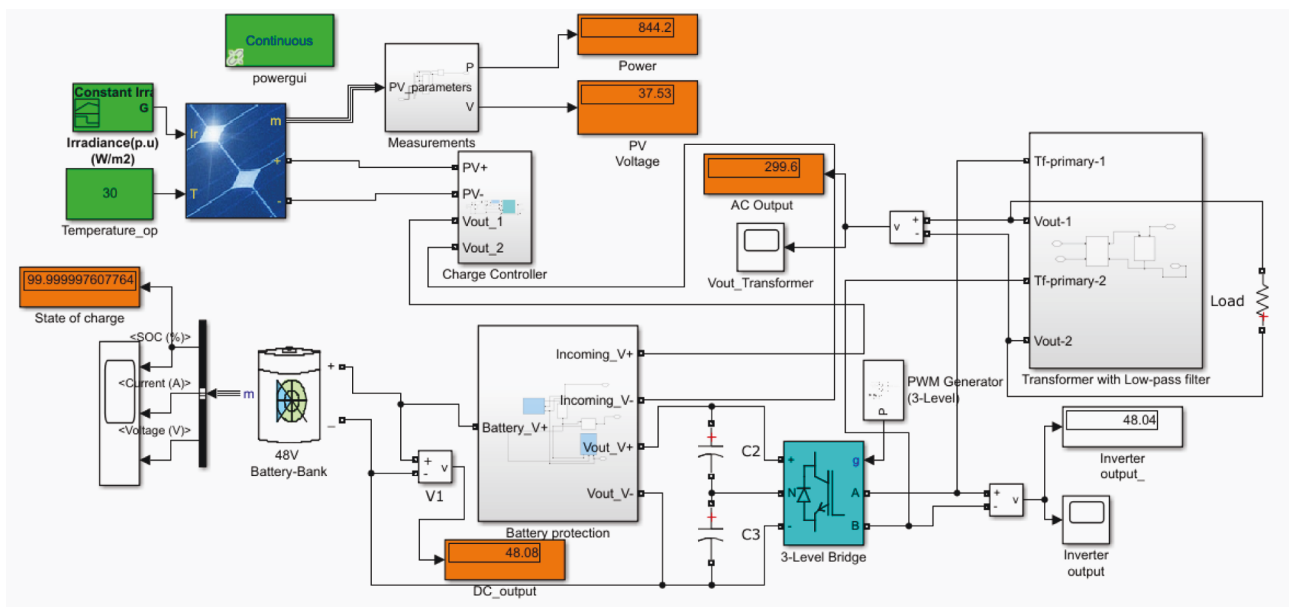 Continuous
powergui
844.2
Power
P
PV_parameters
V
Measurements
37.53
PV
Voltage
Constant Irra
G
Irradiance(p.u)
(W/m2)
Ir
m
+
T
-
30
Temperature_op
PV+
PV-
Vout_1
Vout_2
Charge Controller
299.6
AC Output
Vout_Transformer
v
+
-
Tf-primary-1
Vout-1
Tf-primary-2
Vout-2
Transformer with Low-pass filter
Load
+
99.999997607764
State of charge
<SOC (%)>
<Current (A)>
<Voltage (V)>
m
+
_
48V
Battery-Bank
+
-
v
V1
Incoming_V+
Incoming_V-
Battery_V+
Vout_V+
Vout_V-
Battery protection
48.08
DC_output
+
C2
+
C3
P
PWM Generator
(3-Level)
+
g
N
A
-
B
3-Level Bridge
+
-
v
48.04
Inverter
output_
Inverter
output